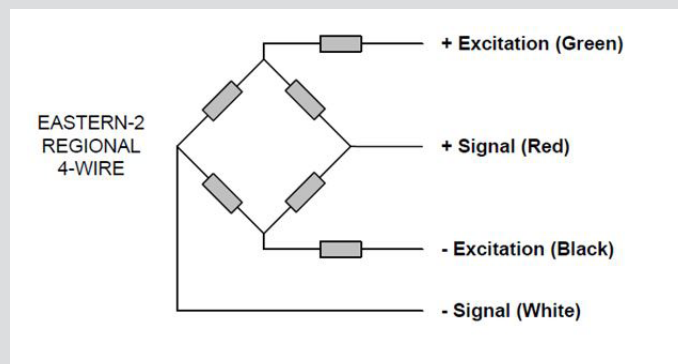 + Excitation (Green)
EASTERN-2
REGIONAL
4-WIRE
+ Signal (Red)
- Excitation (Black)
- Signal (White)